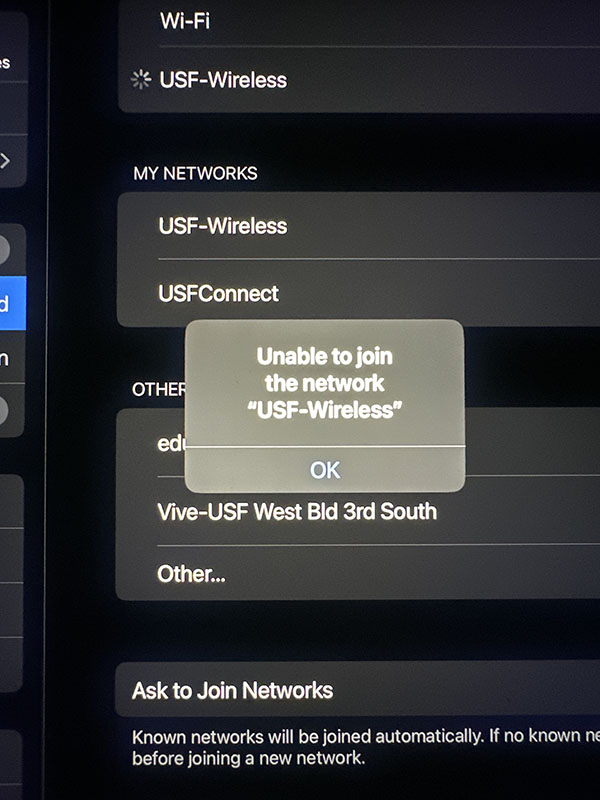 Wi-Fi
USF-Wireless
MY NETWORKS
USF-Wireless
USFConnect
Unable to join
the network
“USF-Wireless”
OK
OTHER
Vive-USF West Bld 3rd South
Other...
Ask to Join Networks
Known networks will be joined automatically. If no known
before joining a new network.